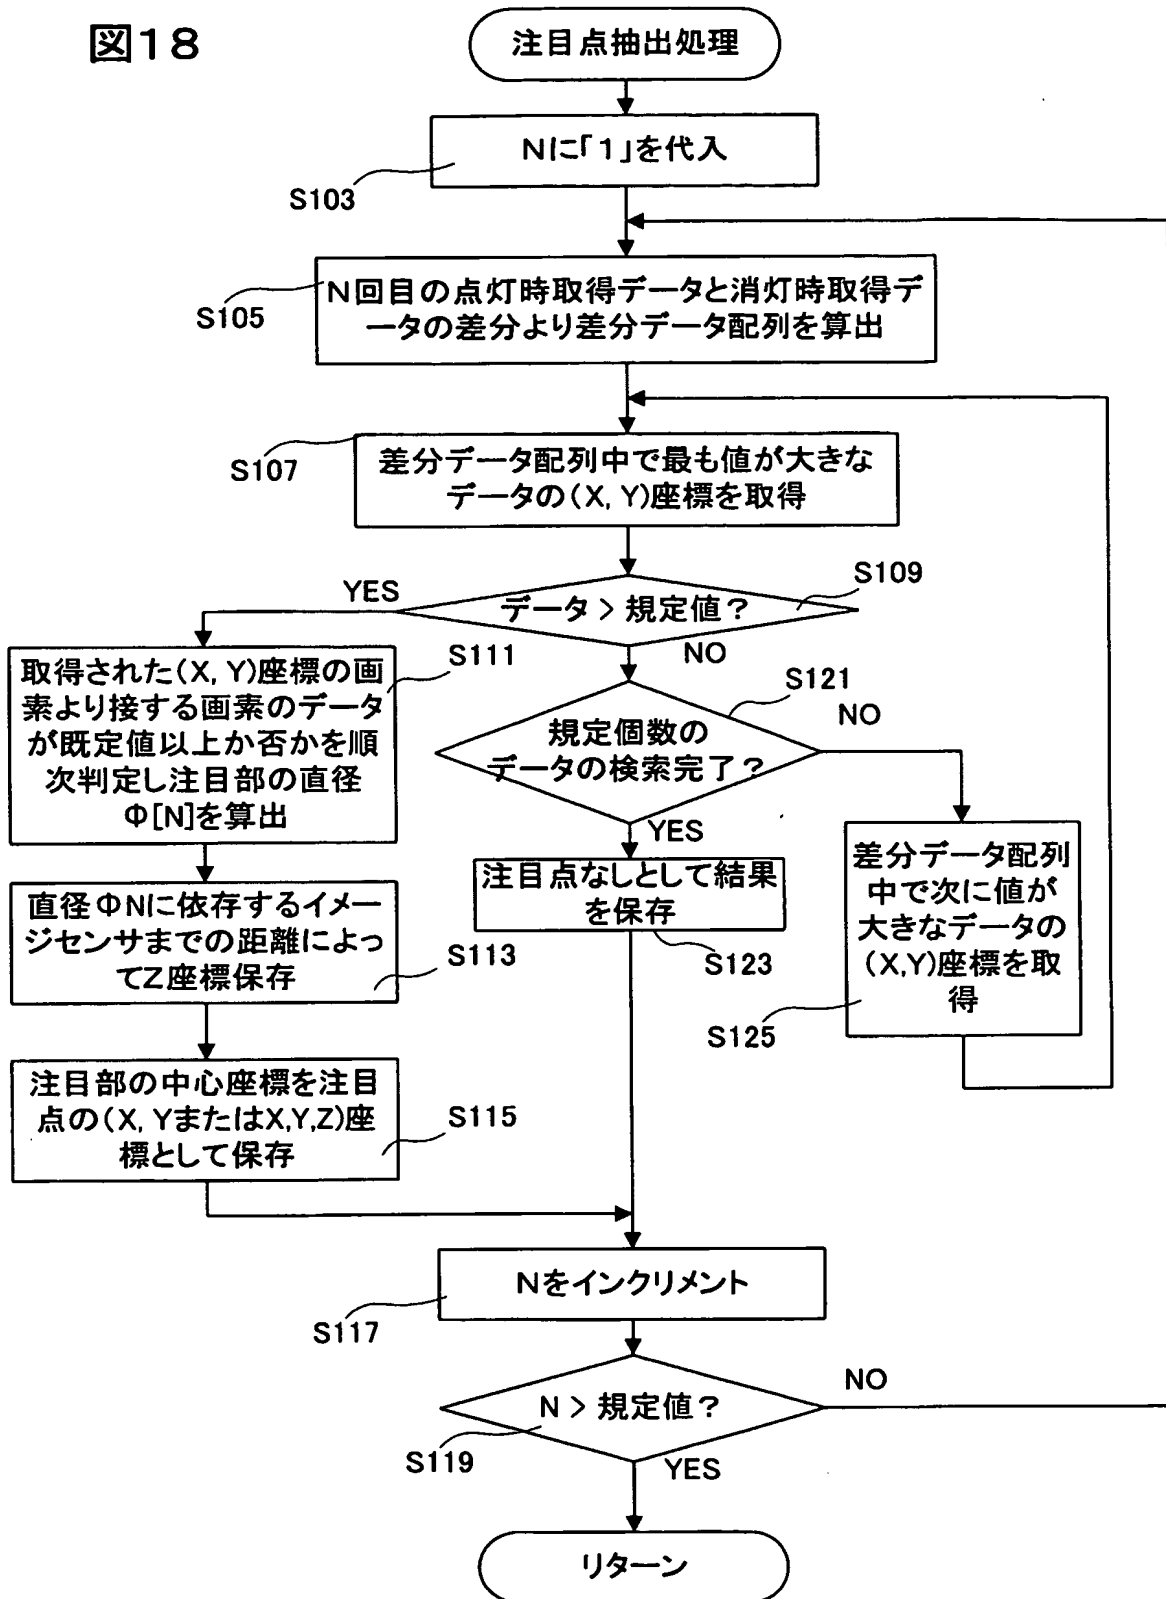 図18
注目点抽出処理
Nに「1」を代入
S103
N回目の点灯時取得データと消灯時取得デ
ータの差分より差分データ配列を算出
S105
差分データ配列中で最も値が大きな
データの(X, Y)座標を取得
S107
データ > 規定値?
S109
YES
NO
取得された(X, Y)座標の画
素より接する画素のデータ
が既定値以上か否かを順
次判定し注目部の直径
Φ[N]を算出
S111
規定個数の
データの検索完了?
S121
NO
YES
直径ΦNに依存するイメー
ジセンサまでの距離によっ
てZ座標保存
S113
注目点なしとして結果
を保存
S123
差分データ配列
中で次に値が
大きなデータの
(X,Y)座標を取
得
S125
注目部の中心座標を注目
点の(X, YまたはX,Y,Z)座
標として保存
S115
Nをインクリメント
S117
N > 規定値?
S119
NO
YES
リターン